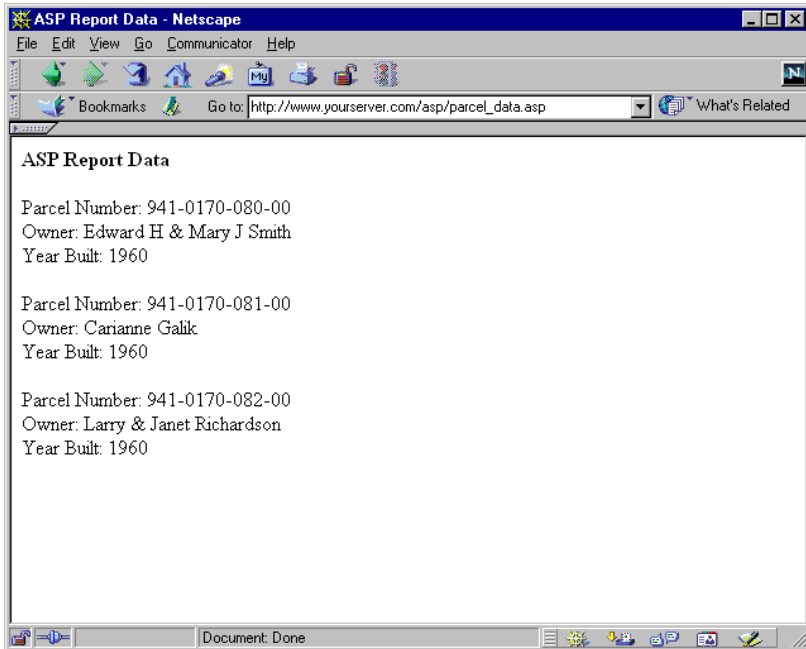 ASP Report Data - Netscape
File Edit View Go Communicator Help
My
N
Bookmarks Go to: http://www.yourserver.com/asp/parcel_data.asp What's Related
ASP Report Data
Parcel Number: 941-0170-080-00
Owner: Edward H & Mary J Smith
Year Built: 1960
Parcel Number: 941-0170-081-00
Owner: Carianne Galik
Year Built: 1960
Parcel Number: 941-0170-082-00
Owner: Larry & Janet Richardson
Year Built: 1960
Document: Done